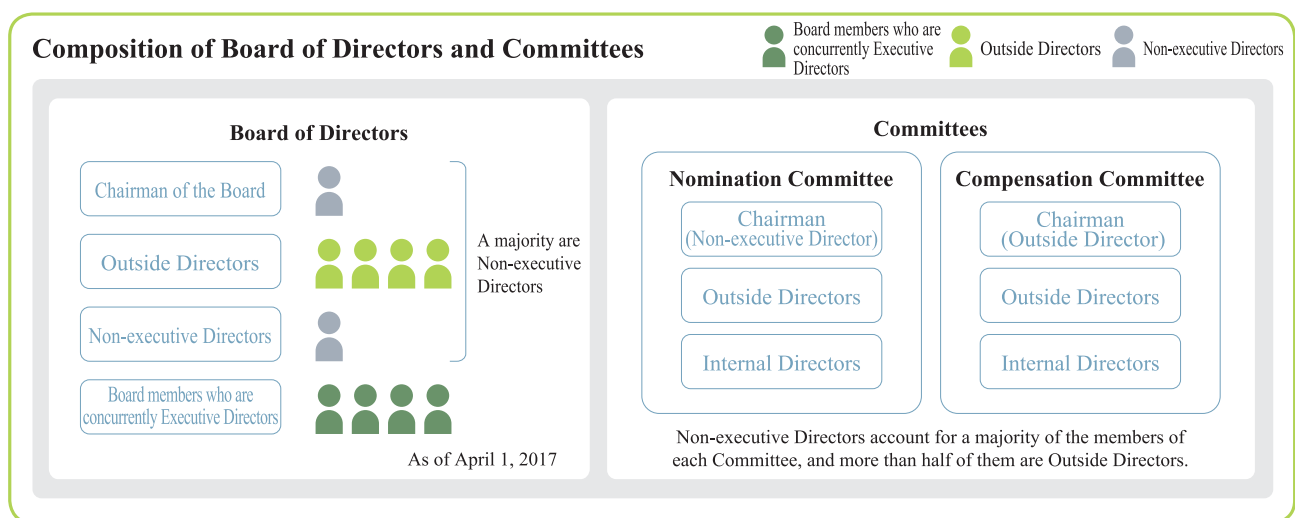 Composition of Board of Directors and Committees
Board members who are
concurrently Executive
Directors
Outside Directors
Non-executive Directors
Board of Directors
Chairman of the Board
Outside Directors
Non-executive Directors
Board members who are
concurrently Executive Directors
A majority are
Non-executive
Directors
As of April 1, 2017
Committees
Nomination Committee
Chairman
(Non-executive Director)
Outside Directors
Internal Directors
Compensation Committee
Chairman
(Outside Director)
Outside Directors
Internal Directors
Non-executive Directors account for a majority of the members of
each Committee, and more than half of them are Outside Directors.